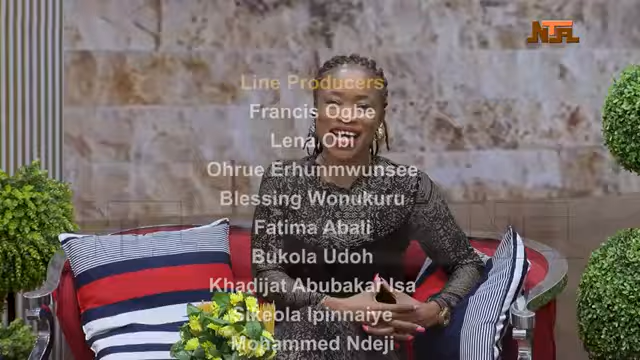 NTA
Line Producers
Francis Ogbe
Lena Obi
Ohrue Erhunmwunsee
Blessing Wonukuru
Fatima Abali
Bukola Udoh
Khadijat Abubakar Isa
Sikeola Ipinnaiye
Mohammed Ndeji